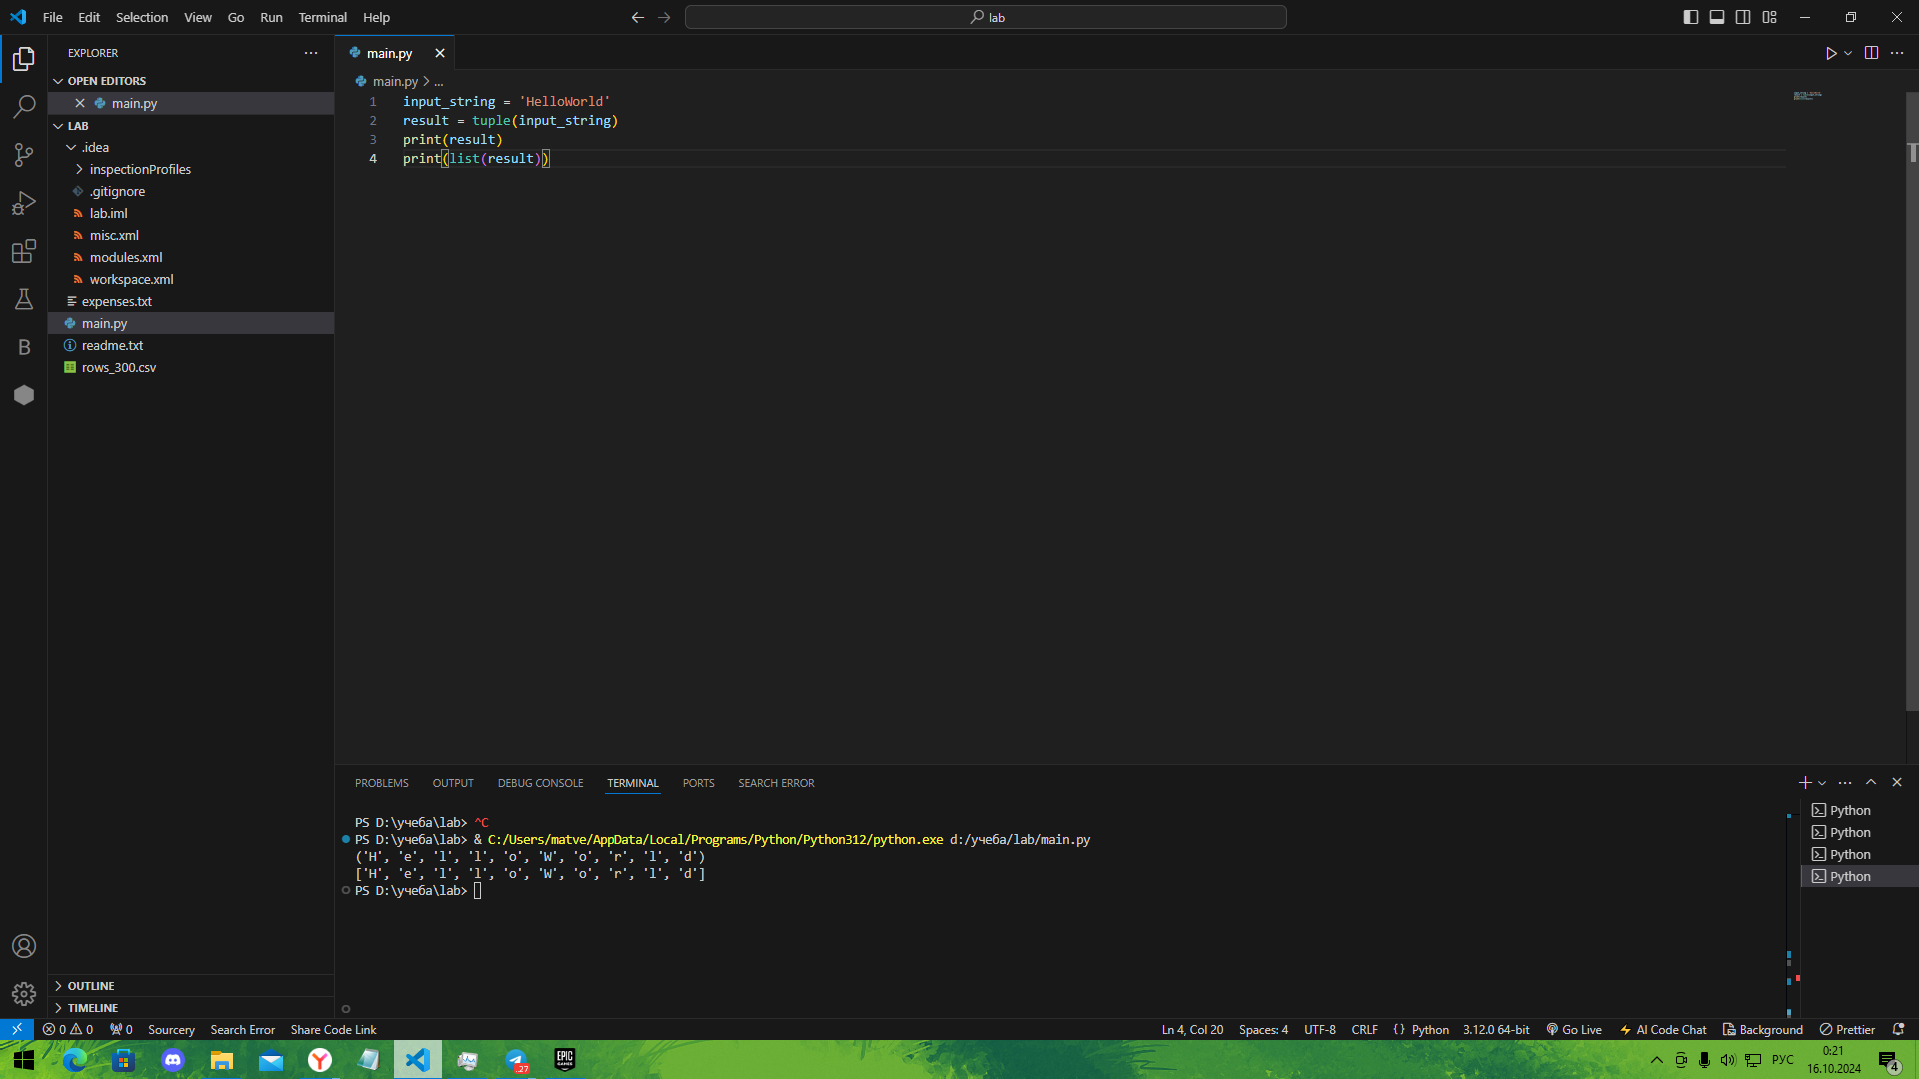 File Edit Selection View Go Run Terminal Help
lab
EXPLORER
OPEN EDITORS
main.py
LAB
.idea
inspectionProfiles
.gitignore
lab.iml
misc.xml
modules.xml
workspace.xml
expenses.txt
main.py
readme.txt
rows_300.csv
OUTLINE
TIMELINE
main.py
main.py > ...
1 input_string = 'HelloWorld'
2 result = tuple(input_string)
3 print(result)
4 print(list(result))
PROBLEMS OUTPUT DEBUG CONSOLE TERMINAL PORTS SEARCH ERROR
PS D:\учеба\lab> ^C
PS D:\учеба\lab> & C:/Users/matve/AppData/Local/Programs/Python/Python312/python.exe d:/учеба/lab/main.py
('H', 'e', 'l', 'l', 'o', 'W', 'o', 'r', 'l', 'd')
['H', 'e', 'l', 'l', 'o', 'W', 'o', 'r', 'l', 'd']
PS D:\учеба\lab>
Python
Python
Python
Python
0 0 0 Sourcery Search Error Share Code Link
Ln 4, Col 20 Spaces: 4 UTF-8 CRLF { } Python 3.12.0 64-bit Go Live AI Code Chat Background Prettier
B
27
EPIC GAMES
РУС
0:21
16.10.2024
4